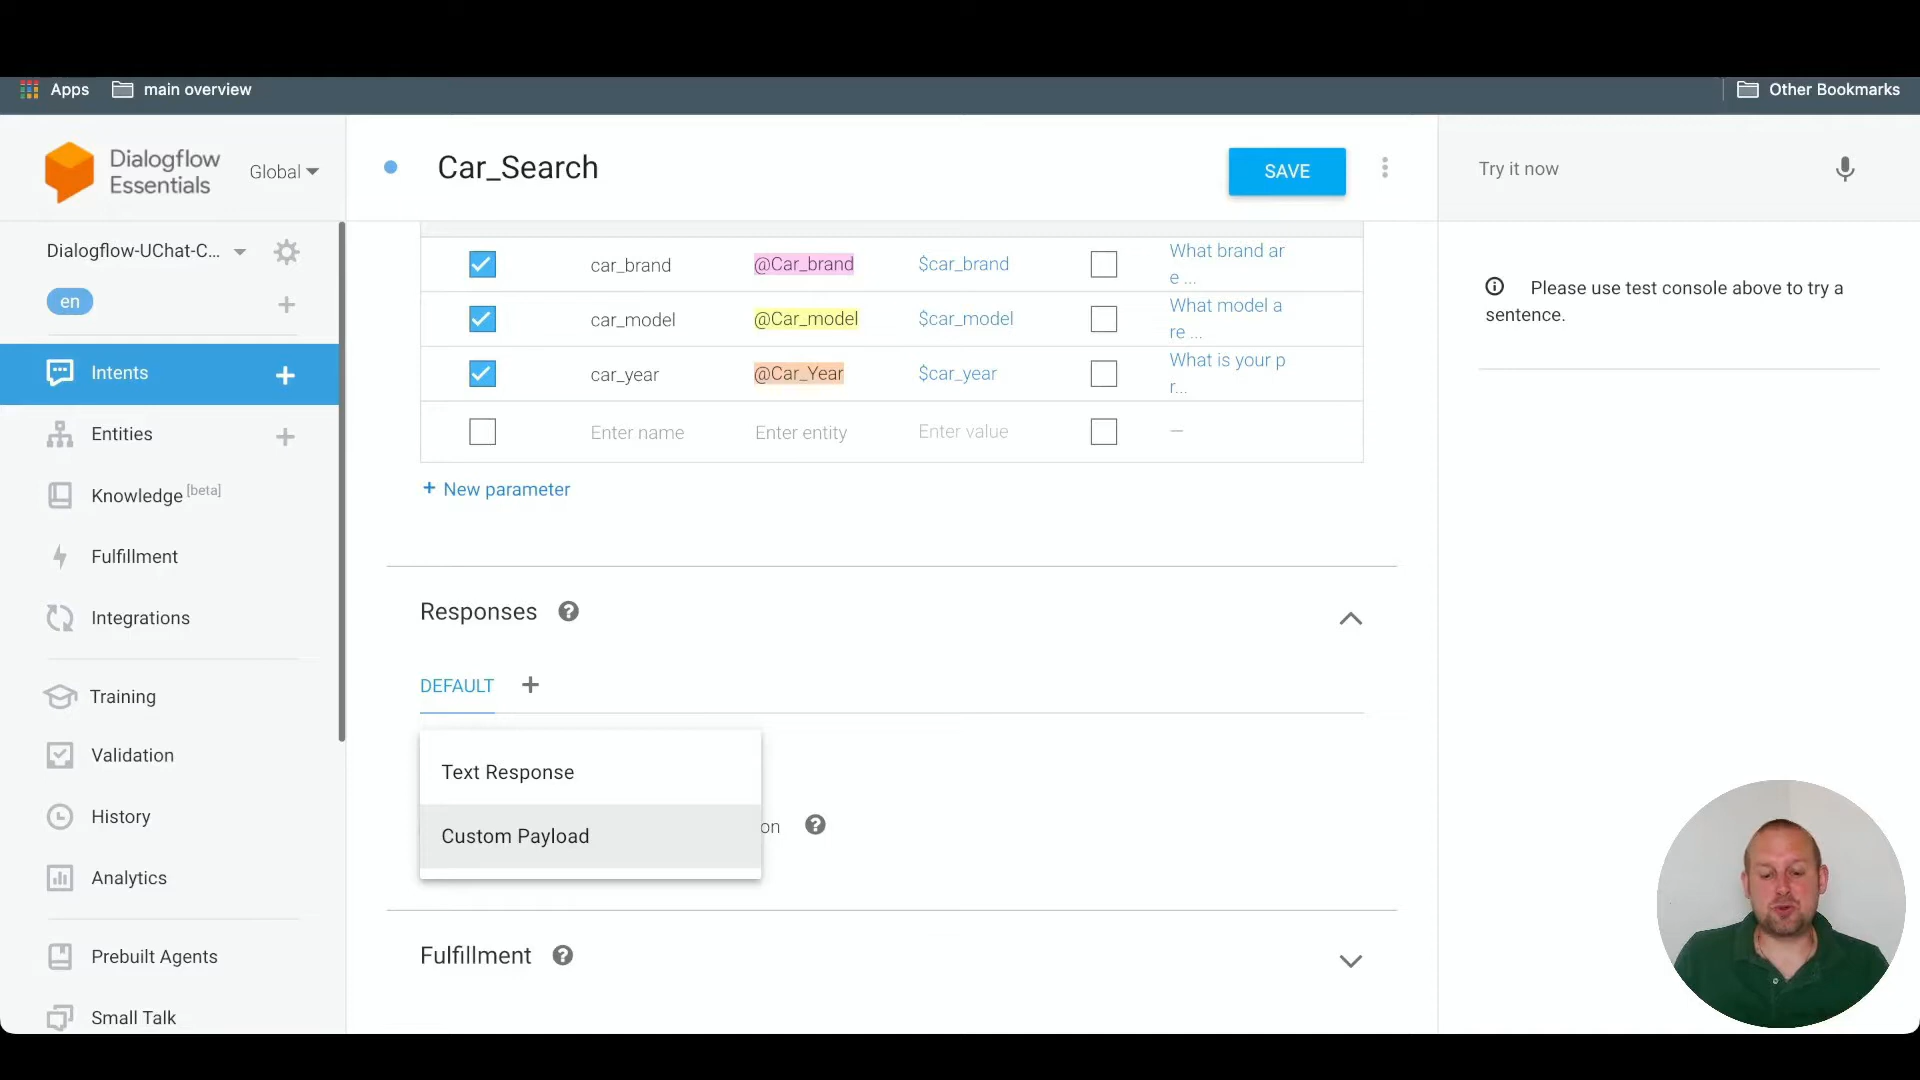 Apps
main overview
Other Bookmarks
Dialogflow
Essentials
Global
Car_Search
SAVE
Try it now
Dialogflow-UChat-C...
en
Intents
Entities
Knowledge [beta]
Fulfillment
Integrations
Training
Validation
History
Analytics
Prebuilt Agents
Small Talk
car_brand @Car_brand $car_brand What brand ar
e ...
car_model @Car_model $car_model What model a
re ...
car_year @Car_Year $car_year What is your p
r...
Enter name Enter entity Enter value —
+ New parameter
Responses
DEFAULT +
Text Response
Custom Payload
on
Fulfillment
Please use test console above to try a
sentence.